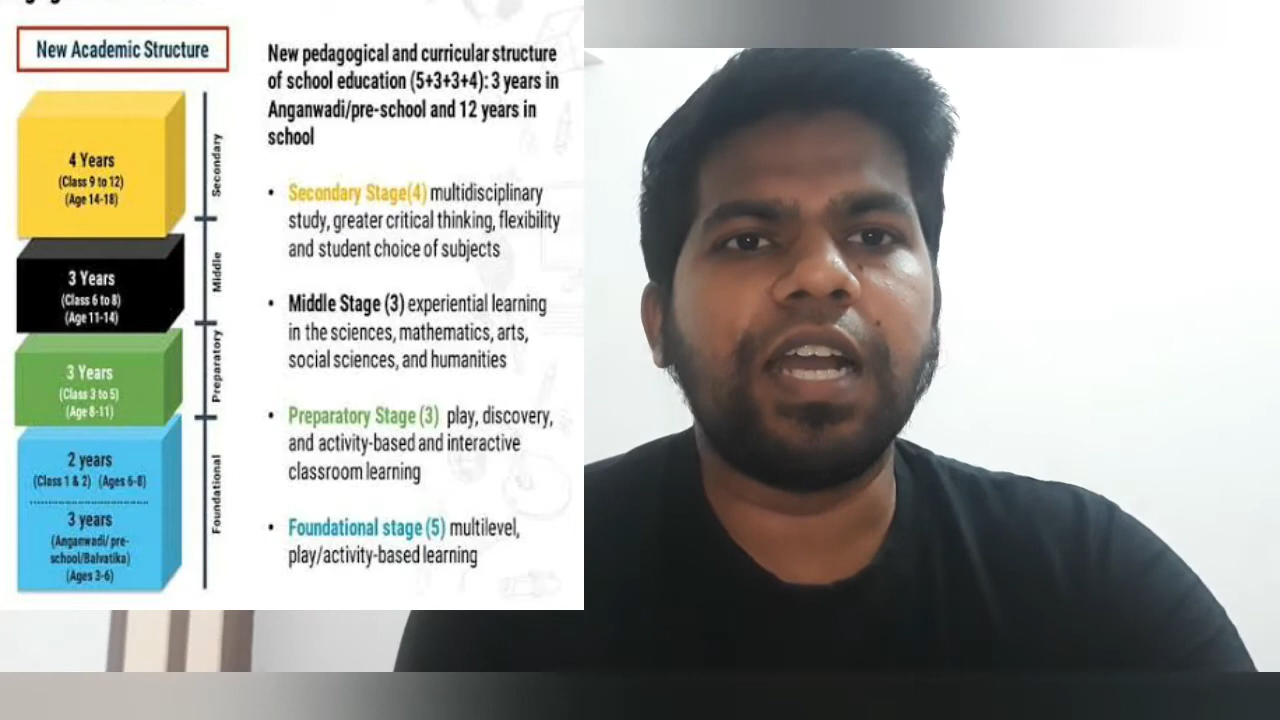 New Academic Structure
4 Years
(Class 9 to 12)
(Age 14-18)
Secondary
3 Years
(Class 6 to 8)
(Age 11-14)
Middle
3 Years
(Class 3 to 5)
(Age 8-11)
Preparatory
2 years
(Class 1 & 2) (Ages 6-8)
3 years
(Anganwadi/ pre-
school/Balvatika)
(Ages 3-6)
Foundational
New pedagogical and curricular structure
of school education (5+3+3+4): 3 years in
Anganwadi/pre-school and 12 years in
school
• Secondary Stage(4) multidisciplinary
study, greater critical thinking, flexibility
and student choice of subjects
• Middle Stage (3) experiential learning
in the sciences, mathematics, arts,
social sciences, and humanities
• Preparatory Stage (3) play, discovery,
and activity-based and interactive
classroom learning
• Foundational stage (5) multilevel,
play/activity-based learning